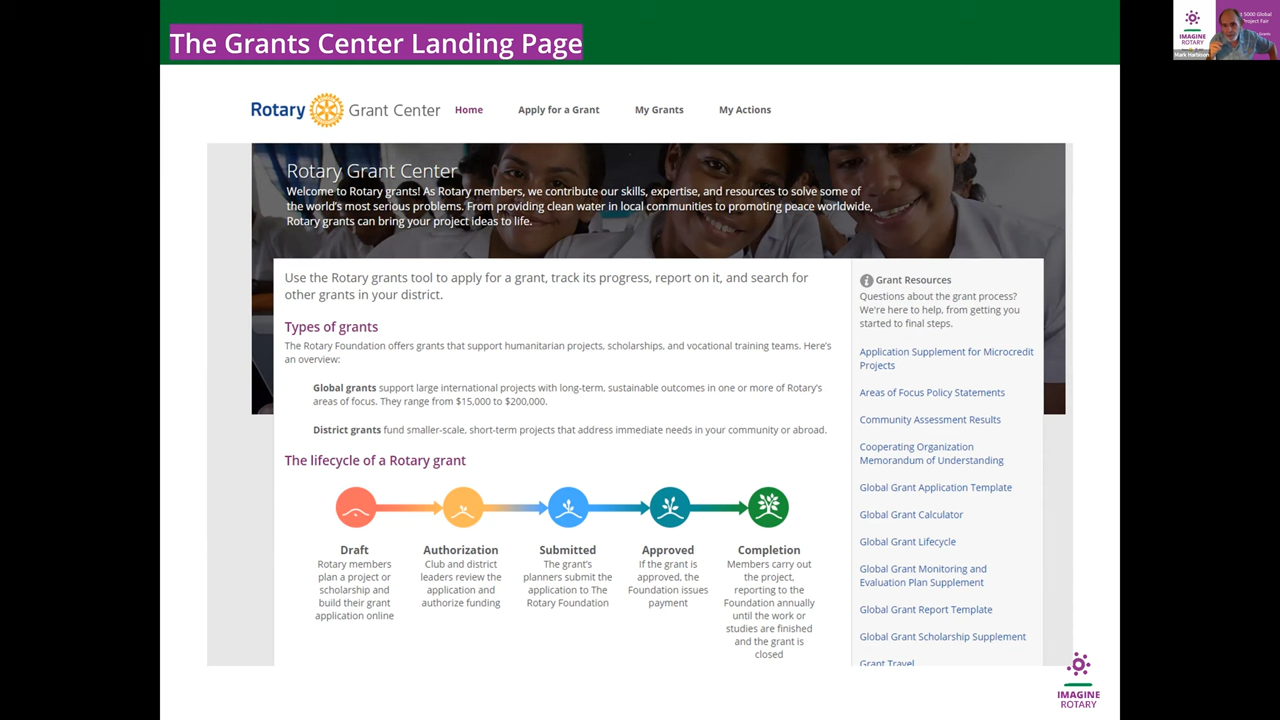 The Grants Center Landing Page
Rotary Grant Center
Home
Apply for a Grant
My Grants
My Actions
Rotary Grant Center
Welcome to Rotary grants! As Rotary members, we contribute our skills, expertise, and resources to solve some of
the world's most serious problems. From providing clean water in local communities to promoting peace worldwide,
Rotary grants can bring your project ideas to life.
Use the Rotary grants tool to apply for a grant, track its progress, report on it, and search for
other grants in your district.
Types of grants
The Rotary Foundation offers grants that support humanitarian projects, scholarships, and vocational training teams. Here's
an overview:
Global grants support large international projects with long-term, sustainable outcomes in one or more of Rotary's
areas of focus. They range from $15,000 to $200,000.
District grants fund smaller-scale, short-term projects that address immediate needs in your community or abroad.
The lifecycle of a Rotary grant
Draft
Rotary members
plan a project or
scholarship and
build their grant
application online
Authorization
Club and district
leaders review the
application and
authorize funding
Submitted
The grant's
planners submit the
application to The
Rotary Foundation
Approved
If the grant is
approved, the
Foundation issues
payment
Completion
Members carry out
the project,
reporting to the
Foundation annually
until the work or
studies are finished
and the grant is
closed
Grant Resources
Questions about the grant process?
We're here to help, from getting you
started to final steps.
Application Supplement for Microcredit
Projects
Areas of Focus Policy Statements
Community Assessment Results
Cooperating Organization
Memorandum of Understanding
Global Grant Application Template
Global Grant Calculator
Global Grant Lifecycle
Global Grant Monitoring and
Evaluation Plan Supplement
Global Grant Report Template
Global Grant Scholarship Supplement
Grant Travel
IMAGINE
ROTARY
IMAGINE
ROTARY
5000 Global
Project Fair
Grants